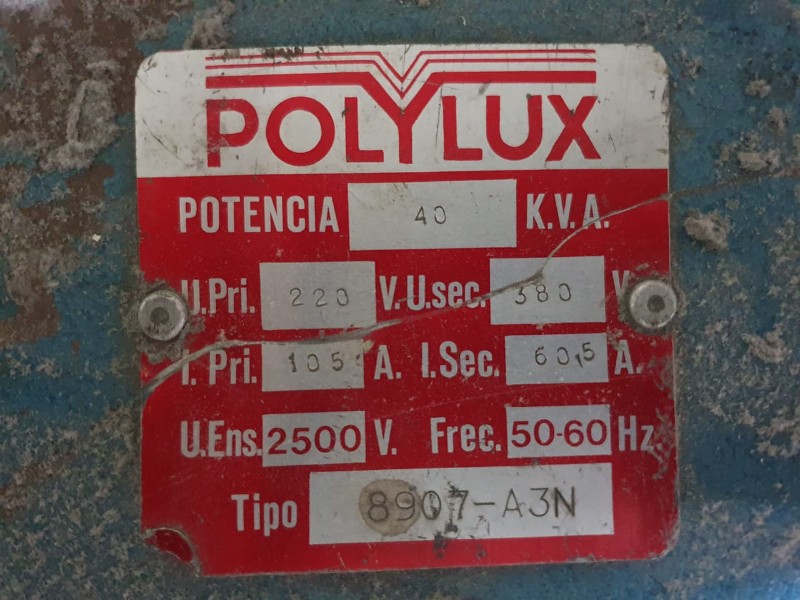 POLYLUX
POTENCIA 40 K.V.A.
U.Pri. 220 V. U.sec. 380 V.
I. Pri. 105 A. I.Sec. 60,5 A.
U.Ens. 2500 V. Frec. 50-60 Hz.
Tipo 8907-A3N